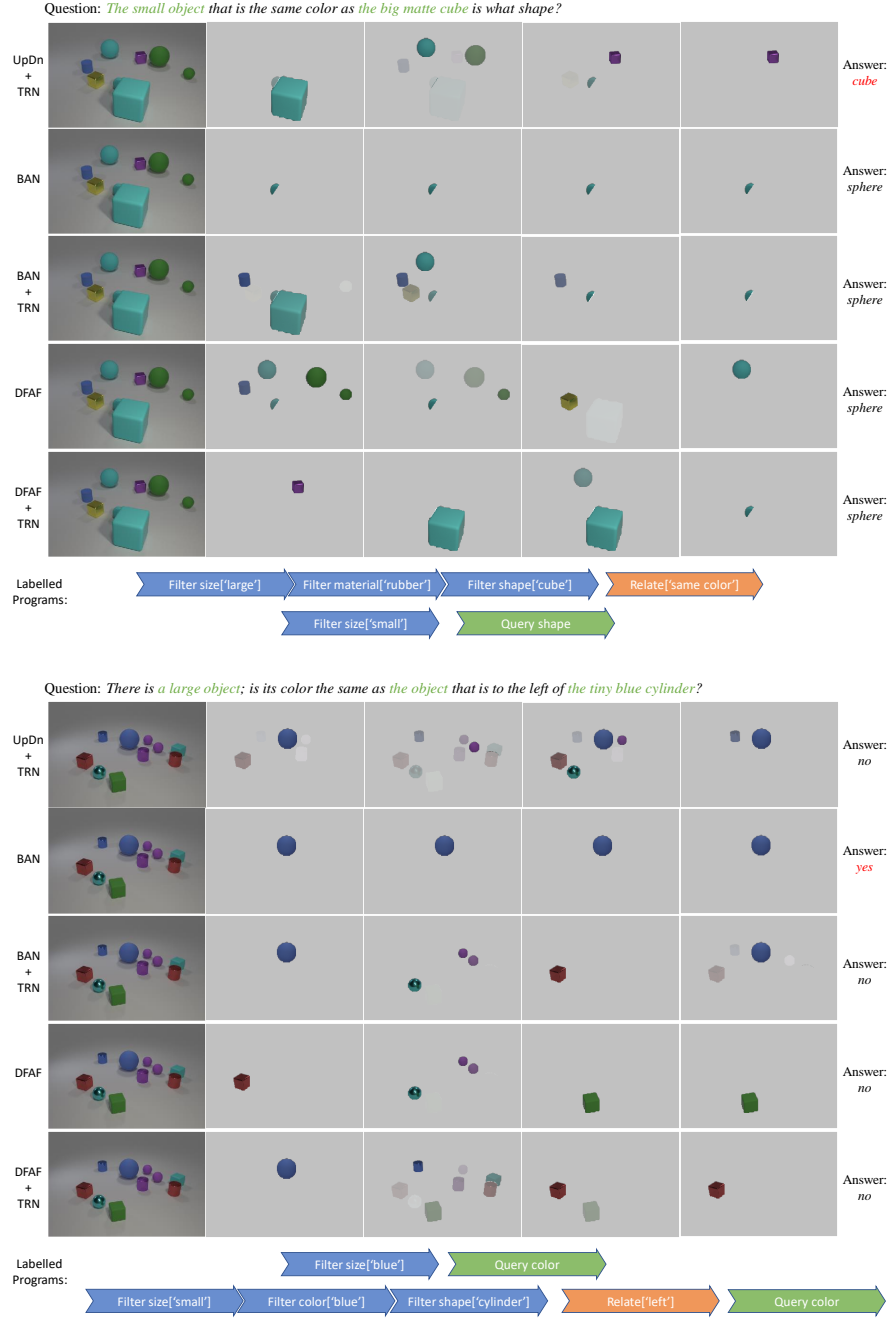 Question: The small object that is the same color as the big matte cube is what shape?
UpDn
+
TRN
Answer:
cube
BAN
Answer:
sphere
BAN
+
TRN
Answer:
sphere
DFAF
Answer:
sphere
DFAF
+
TRN
Answer:
sphere
Labelled
Programs:
Filter size['large'] Filter material['rubber'] Filter shape['cube'] Relate['same color']
Filter size['small'] Query shape
Question: There is a large object; is its color the same as the object that is to the left of the tiny blue cylinder?
UpDn
+
TRN
Answer:
no
BAN
Answer:
yes
BAN
+
TRN
Answer:
no
DFAF
Answer:
no
DFAF
+
TRN
Answer:
no
Labelled
Programs:
Filter size['blue'] Query color
Filter size['small'] Filter color['blue'] Filter shape['cylinder'] Relate['left'] Query color